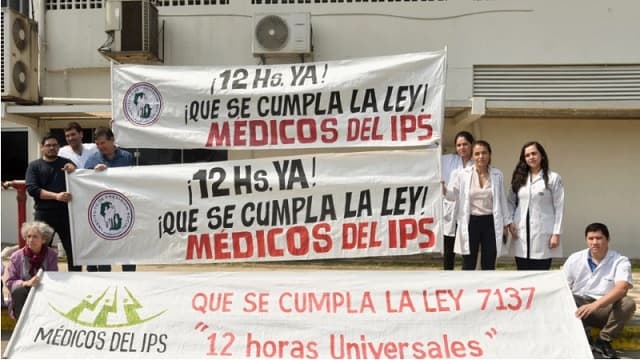 ¡12 Hs. YA!
¡QUE SE CUMPLA LA LEY!
MÉDICOS DEL IPS
¡12 Hs. YA!
¡QUE SE CUMPLA LA LEY!
MÉDICOS DEL IPS
MÉDICOS DEL IPS
QUE SE CUMPLA LA LEY 7137
"12 horas Universales"